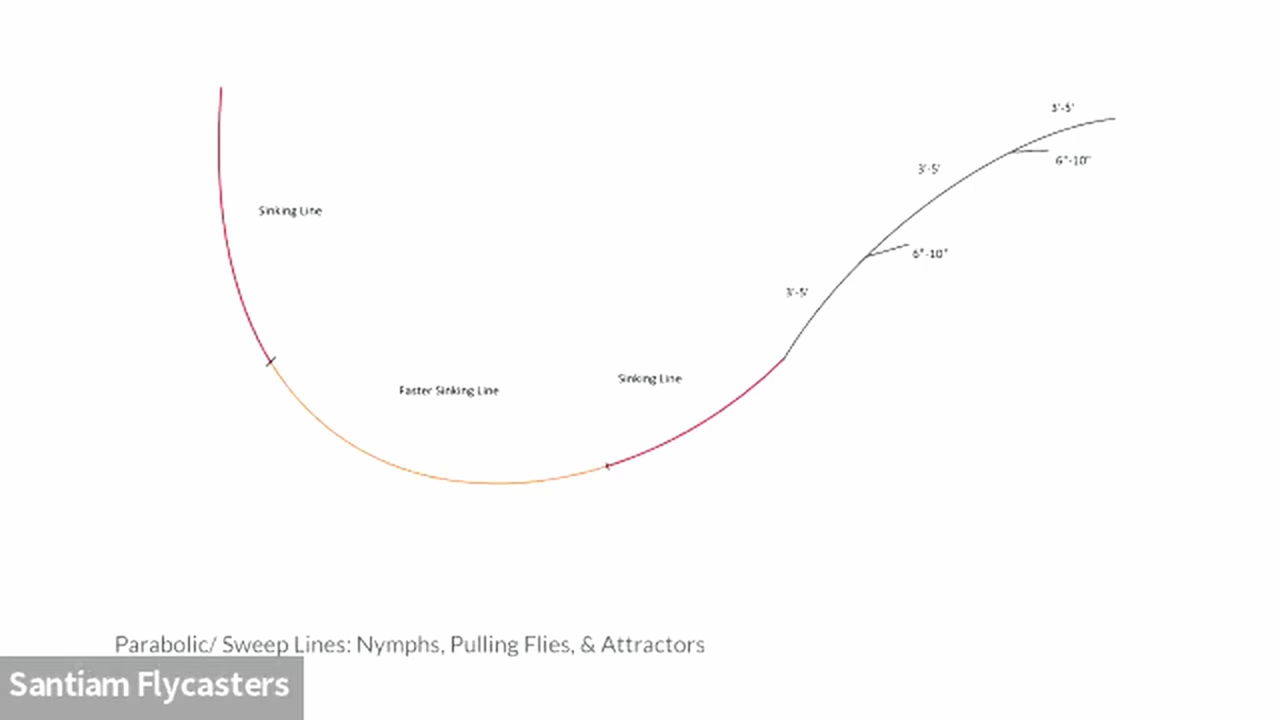 3'-5'
6"-10"
3'-5'
Sinking Line
6"-10"
3'-5'
Sinking Line
Faster Sinking Line
Parabolic/ Sweep Lines: Nymphs, Pulling Flies, & Attractors
Santiam Flycasters